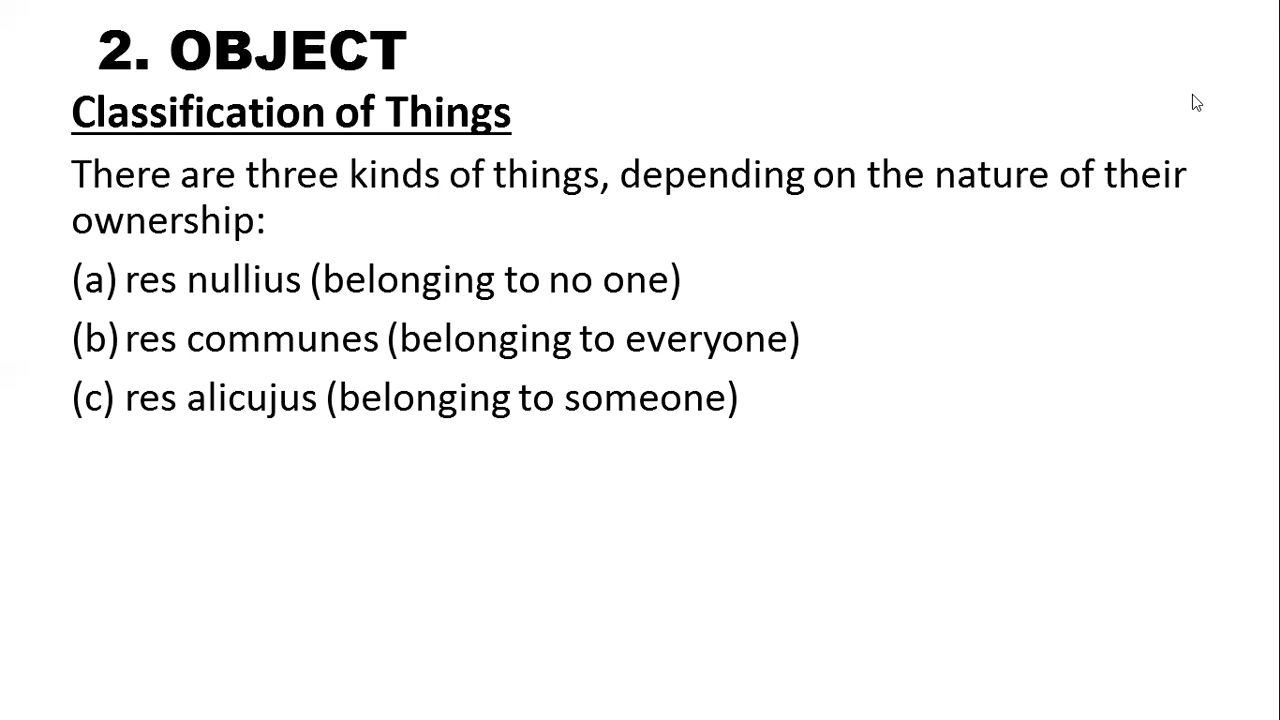 2. OBJECT
Classification of Things
There are three kinds of things, depending on the nature of their
ownership:
(a) res nullius (belonging to no one)
(b) res communes (belonging to everyone)
(c) res alicujus (belonging to someone)